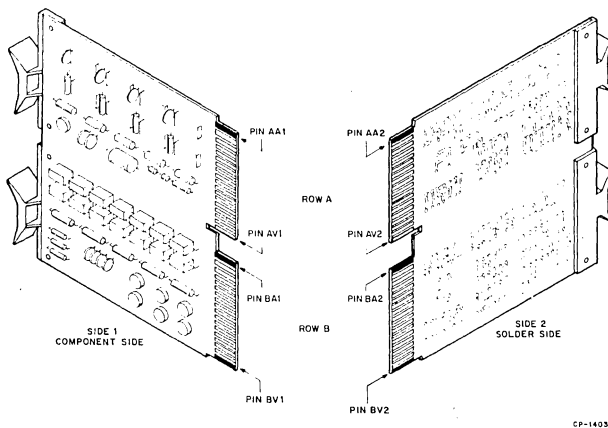 PIN AA1
PIN AA2
ROW A
PIN AV1
PIN AV2
PIN BA1
PIN BA2
ROW B
SIDE 1
COMPONENT SIDE
SIDE 2
SOLDER SIDE
PIN BV1
PIN BV2
CP-1403